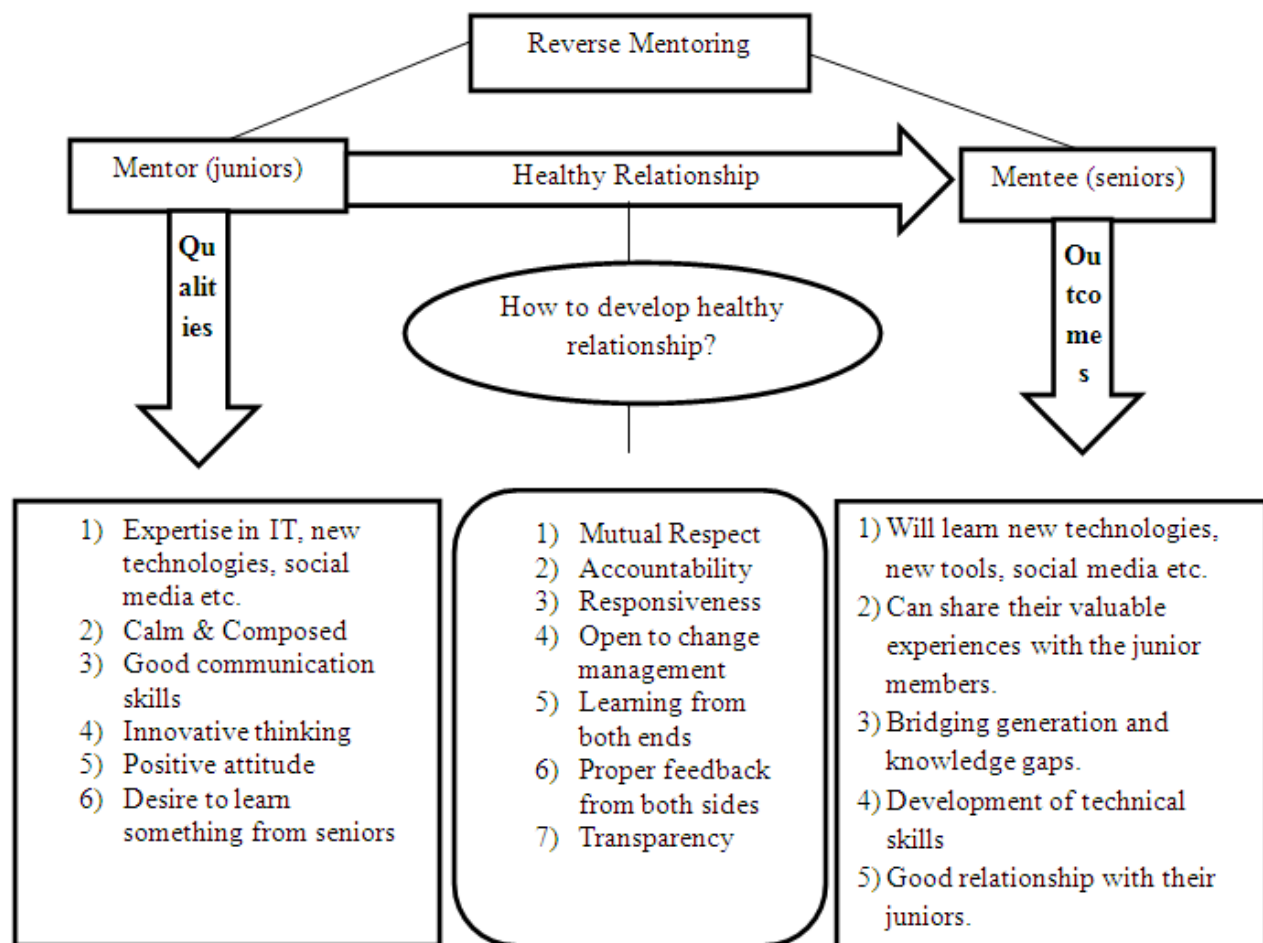 Reverse Mentoring
Mentor (juniors)
Healthy Relationship
Mentee (seniors)
Qu
alit
ies
How to develop healthy
relationship?
Ou
tco
me
s
1) Expertise in IT, new
technologies, social
media etc.
2) Calm & Composed
3) Good communication
skills
4) Innovative thinking
5) Positive attitude
6) Desire to learn
something from seniors
1) Mutual Respect
2) Accountability
3) Responsiveness
4) Open to change
management
5) Learning from
both ends
6) Proper feedback
from both sides
7) Transparency
1) Will learn new technologies,
new tools, social media etc.
2) Can share their valuable
experiences with the junior
members.
3) Bridging generation and
knowledge gaps.
4) Development of technical
skills
5) Good relationship with their
juniors.